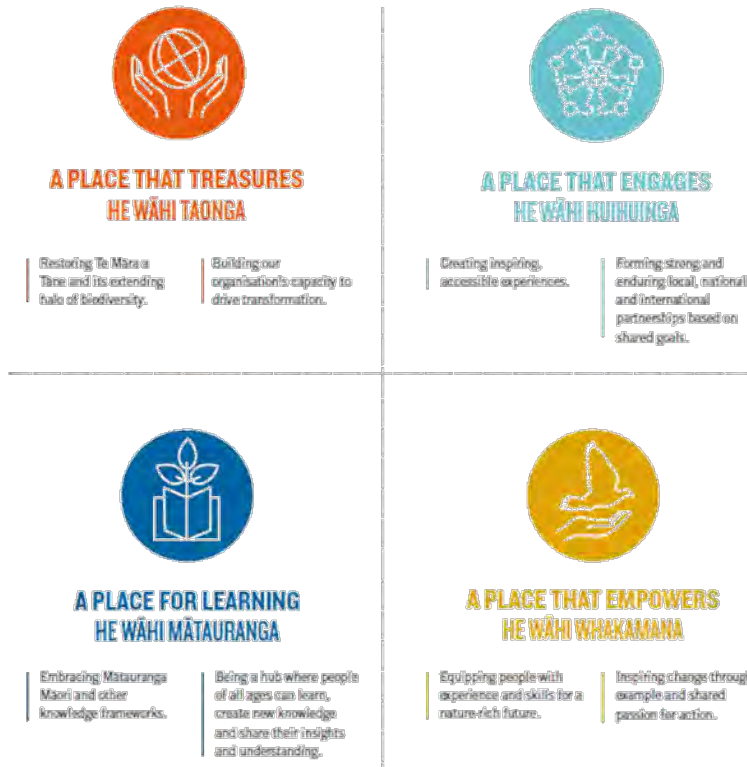 A PLACE THAT TREASURES
HE WĀHI TAONGA
Restoring Te Māra a
Tāne and its extending
halo of biodiversity.
Building our
organisation's capacity to
drive transformation.
A PLACE THAT ENGAGES
HE WĀHI HUIHUINGA
Creating inspiring,
accessible experiences.
Forming strong and
enduring local, national
and international
partnerships based on
shared goals.
A PLACE FOR LEARNING
HE WĀHI MĀTAURANGA
Embracing Mātauranga
Māori and other
knowledge frameworks.
Being a hub where people
of all ages can learn,
create new knowledge
and share their insights
and understanding.
A PLACE THAT EMPOWERS
HE WĀHI WHAKAMANA
Equipping people with
experience and skills for a
nature-rich future.
Inspiring change through
example and shared
passion for action.